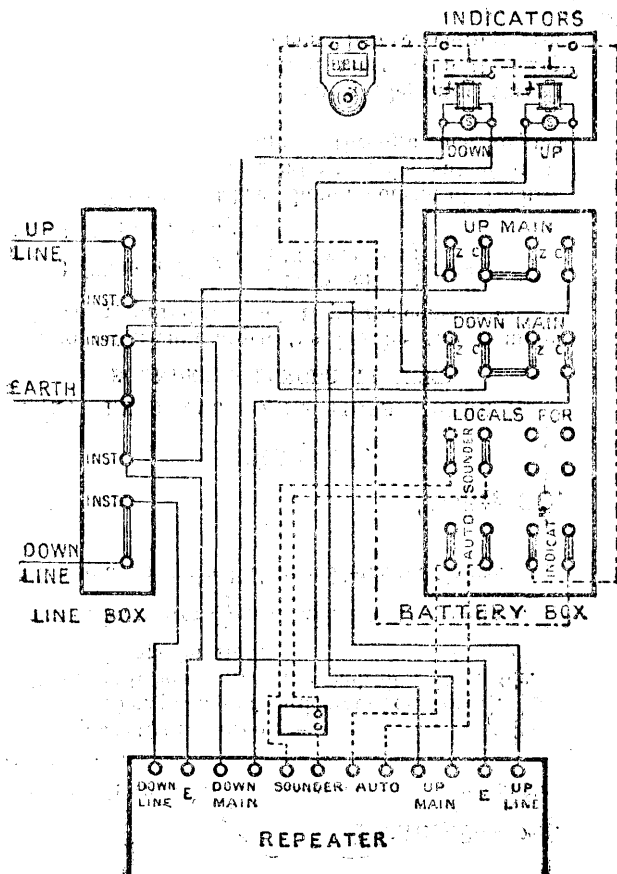 INDICATORS
BELL
S
S
DOWN
UP
UP
LINE
INST.
INST.
EARTH
INST
INST
DOWN
LINE
LINE BOX
UP MAIN
Z C
Z C
DOWN MAIN
Z C
Z C
LOCALS FOR
SOUNDER
AUTO
BATTERY BOX
DOWN
LINE
E
DOWN
MAIN
SOUNDER
AUTO
UP
MAIN
E
UP
LINE
REPEATER